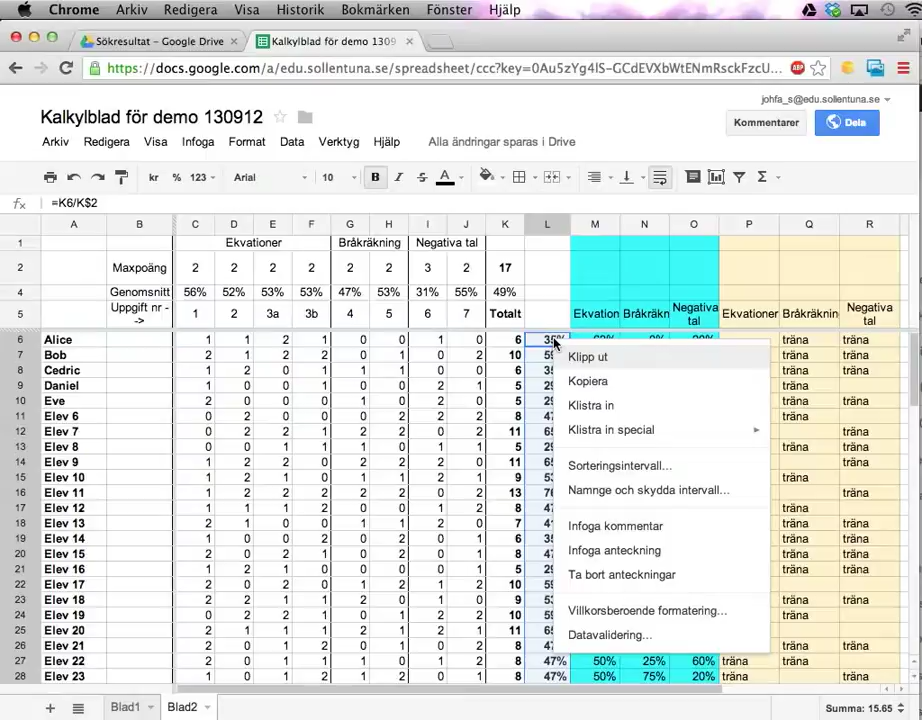 Chrome Arkiv Redigera Visa Historik Bokmärken Fönster Hjälp
Sökresultat – Google Drive × Kalkylblad för demo 1309 ×
https://docs.google.com/a/edu.sollentuna.se/spreadsheet/ccc?key=0Au5zYg4lS-GCdEVXbWtENmRsckFzcU... ABP
johfa_s@edu.sollentuna.se
Kalkylblad för demo 130912
Kommentarer Dela
Arkiv Redigera Visa Infoga Format Data Verktyg Hjälp Alla ändringar sparas i Drive
kr % 123 Arial 10 B I S A Σ
fx =K6/K$2
A B C D E F G H I J K L M N O P Q R
1 Ekvationer Bråkräkning Negativa tal
2 Maxpoäng 2 2 2 2 2 2 3 2 17
4 Genomsnitt 56% 52% 53% 53% 47% 53% 31% 55% 49%
5 Uppgift nr --> 1 2 3a 3b 4 5 6 7 Totalt Ekvation Bråkräkn Negativa tal Ekvationer Bråkräknin Negativa tal
6 Alice 1 1 2 1 0 0 1 0 6 träna träna
7 Bob 2 1 2 2 0 1 0 2 10 träna träna
8 Cedric 1 2 0 1 1 1 0 0 6 träna träna
9 Daniel 0 0 1 0 1 0 2 1 5 träna
10 Eve 2 0 1 0 0 0 0 2 5 träna träna
11 Elev 6 0 2 0 2 0 2 2 0 8 träna
12 Elev 7 0 2 2 1 2 2 0 2 11 träna
13 Elev 8 0 0 2 1 1 0 1 1 5 träna träna
14 Elev 9 1 2 2 0 2 2 2 0 11 träna
15 Elev 10 1 2 0 1 1 1 2 1 9 träna
16 Elev 11 1 2 2 2 2 2 0 2 13 träna
17 Elev 12 1 1 1 2 1 0 0 2 8 träna träna
18 Elev 13 2 1 0 0 1 1 2 0 7 träna träna
19 Elev 14 0 1 2 1 1 0 0 1 6 träna träna
20 Elev 15 2 0 2 1 0 2 0 1 8 träna träna
21 Elev 16 1 0 0 2 1 0 0 1 5 träna träna
22 Elev 17 2 2 0 0 1 2 1 2 10
23 Elev 18 2 2 1 1 2 0 1 0 9 träna träna
24 Elev 19 0 2 2 1 0 1 2 2 10 träna
25 Elev 20 2 1 1 1 2 1 2 1 11
26 Elev 21 2 1 0 2 1 1 0 1 8 träna träna
27 Elev 22 1 1 1 1 0 1 2 1 8 47% 50% 25% 60% träna träna
28 Elev 23 1 0 1 2 1 2 1 0 8 47% 50% 75% 20% träna träna
Klipp ut
Kopiera
Klistra in
Klistra in special
Sorteringsintervall...
Namnge och skydda intervall...
Infoga kommentar
Infoga anteckning
Ta bort anteckningar
Villkorsberoende formatering...
Datavalidering...
Blad1 Blad2 Summa: 15.65